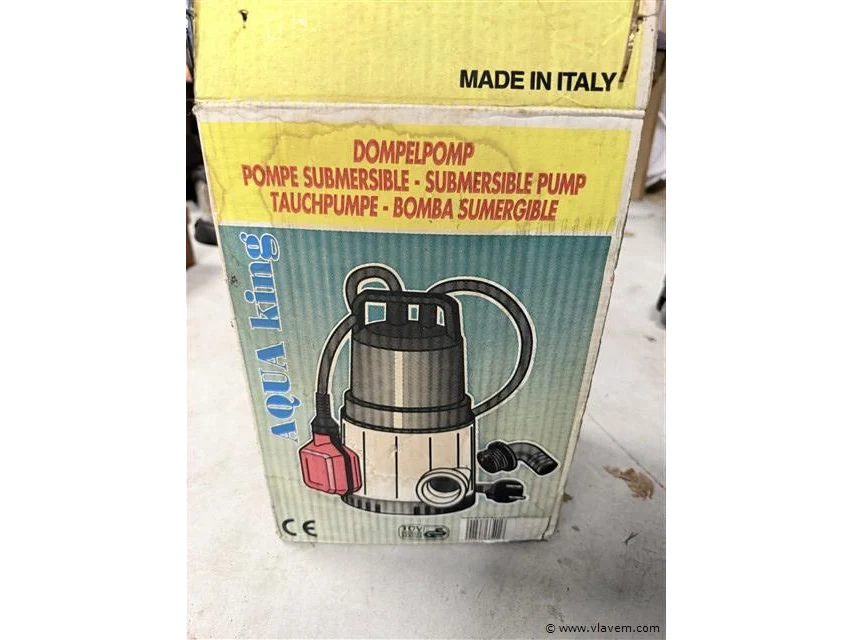 MADE IN ITALY
DOMPELPOMP
POMPE SUBMERSIBLE - SUBMERSIBLE PUMP
TAUCHPUMPE - BOMBA SUMERGIBLE
AQUA king
CE
© www.vlavem.com